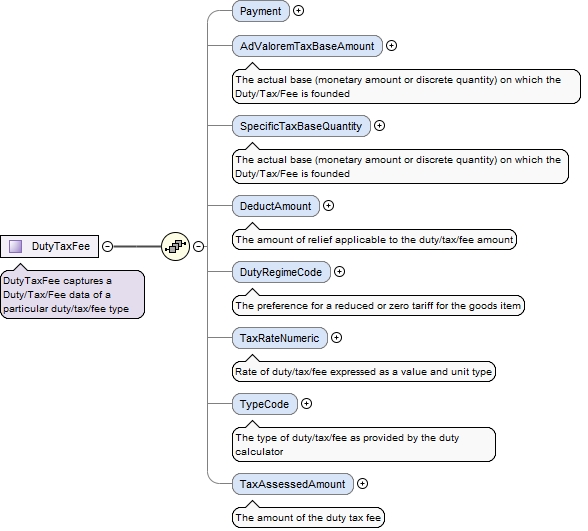 Payment
AdValoremTaxBaseAmount
The actual base (monetary amount or discrete quantity) on which the
Duty/Tax/Fee is founded
SpecificTaxBaseQuantity
The actual base (monetary amount or discrete quantity) on which the
Duty/Tax/Fee is founded
DeductAmount
The amount of relief applicable to the duty/tax/fee amount
DutyTaxFee
DutyTaxFee captures a
Duty/Tax/Fee data of a
particular duty/tax/fee type
DutyRegimeCode
The preference for a reduced or zero tariff for the goods item
TaxRateNumeric
Rate of duty/tax/fee expressed as a value and unit type
TypeCode
The type of duty/tax/fee as provided by the duty
calculator
TaxAssessedAmount
The amount of the duty tax fee